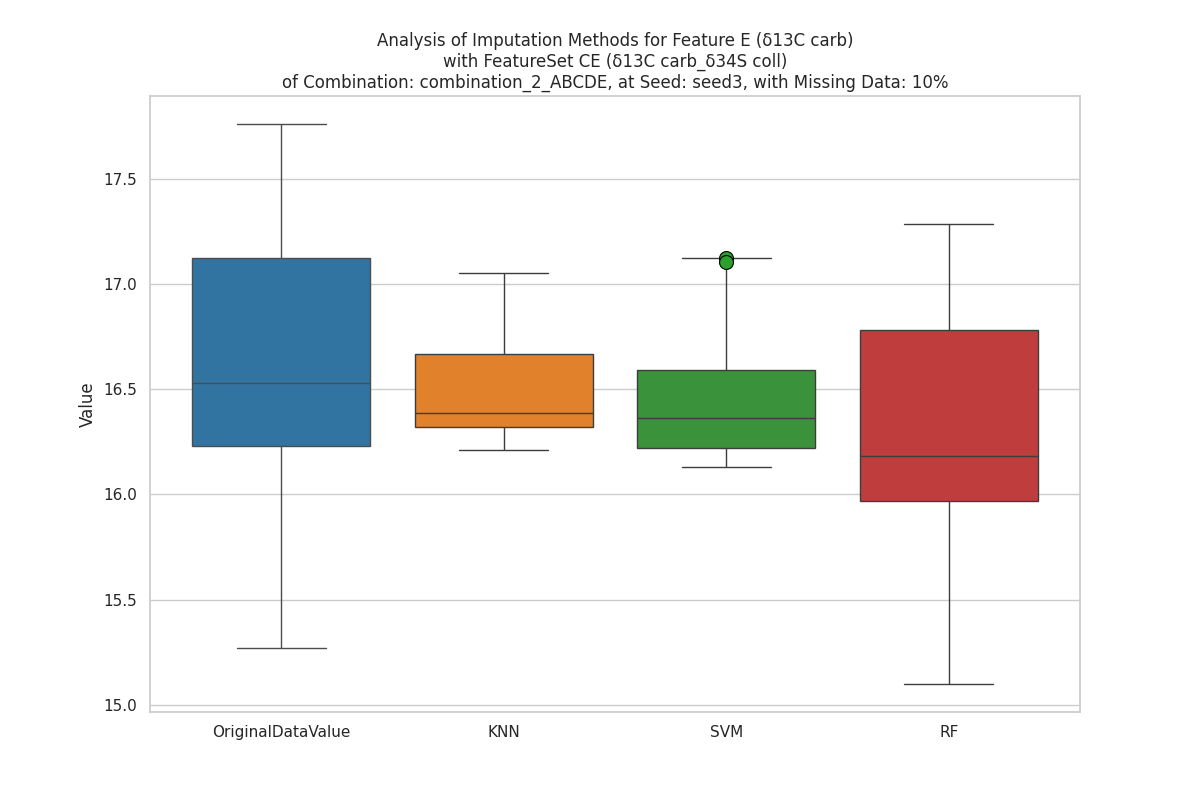 Analysis of Imputation Methods for Feature E (δ13C carb)
with FeatureSet CE (δ13C carb_δ34S coll)
of Combination: combination_2_ABCDE, at Seed: seed3, with Missing Data: 10%
Value
17.5
17.0
16.5
16.0
15.5
15.0
OriginalDataValue
KNN
SVM
RF